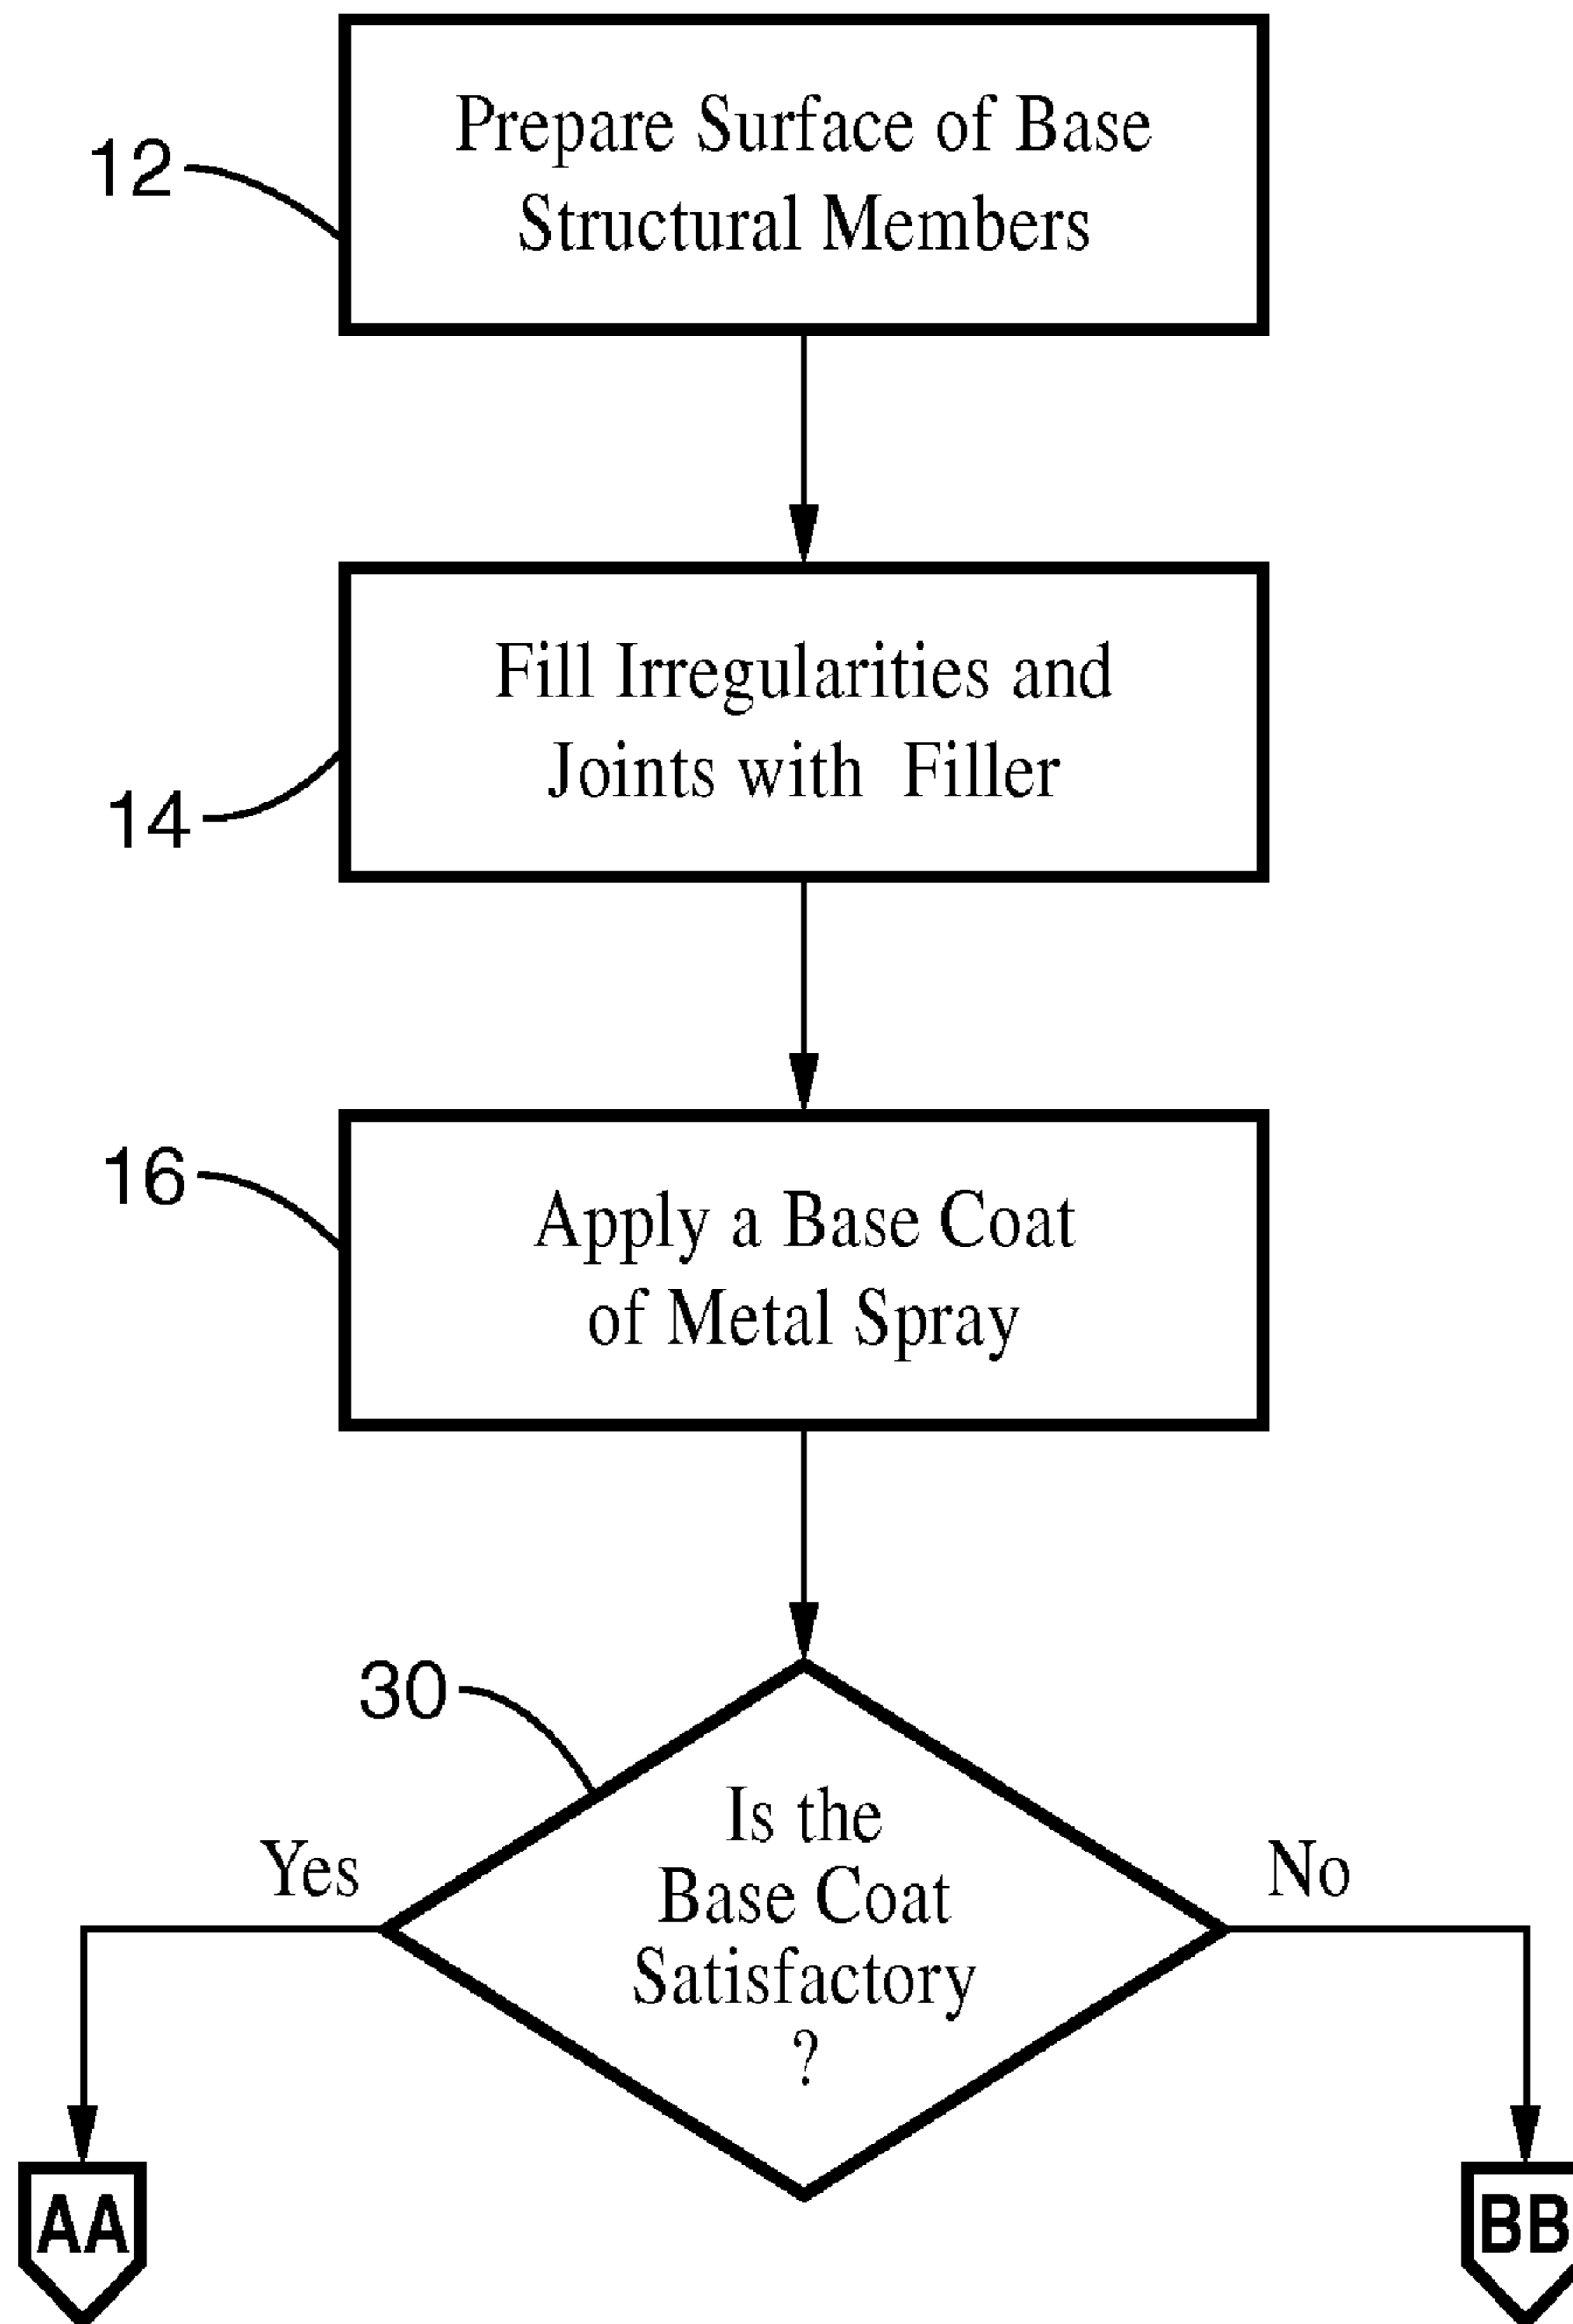 12
Prepare Surface of Base
Structural Members
14
Fill Irregularities and
Joints with Filler
16
Apply a Base Coat
of Metal Spray
30
Is the
Base Coat
Satisfactory
?
Yes
No
AA
BB